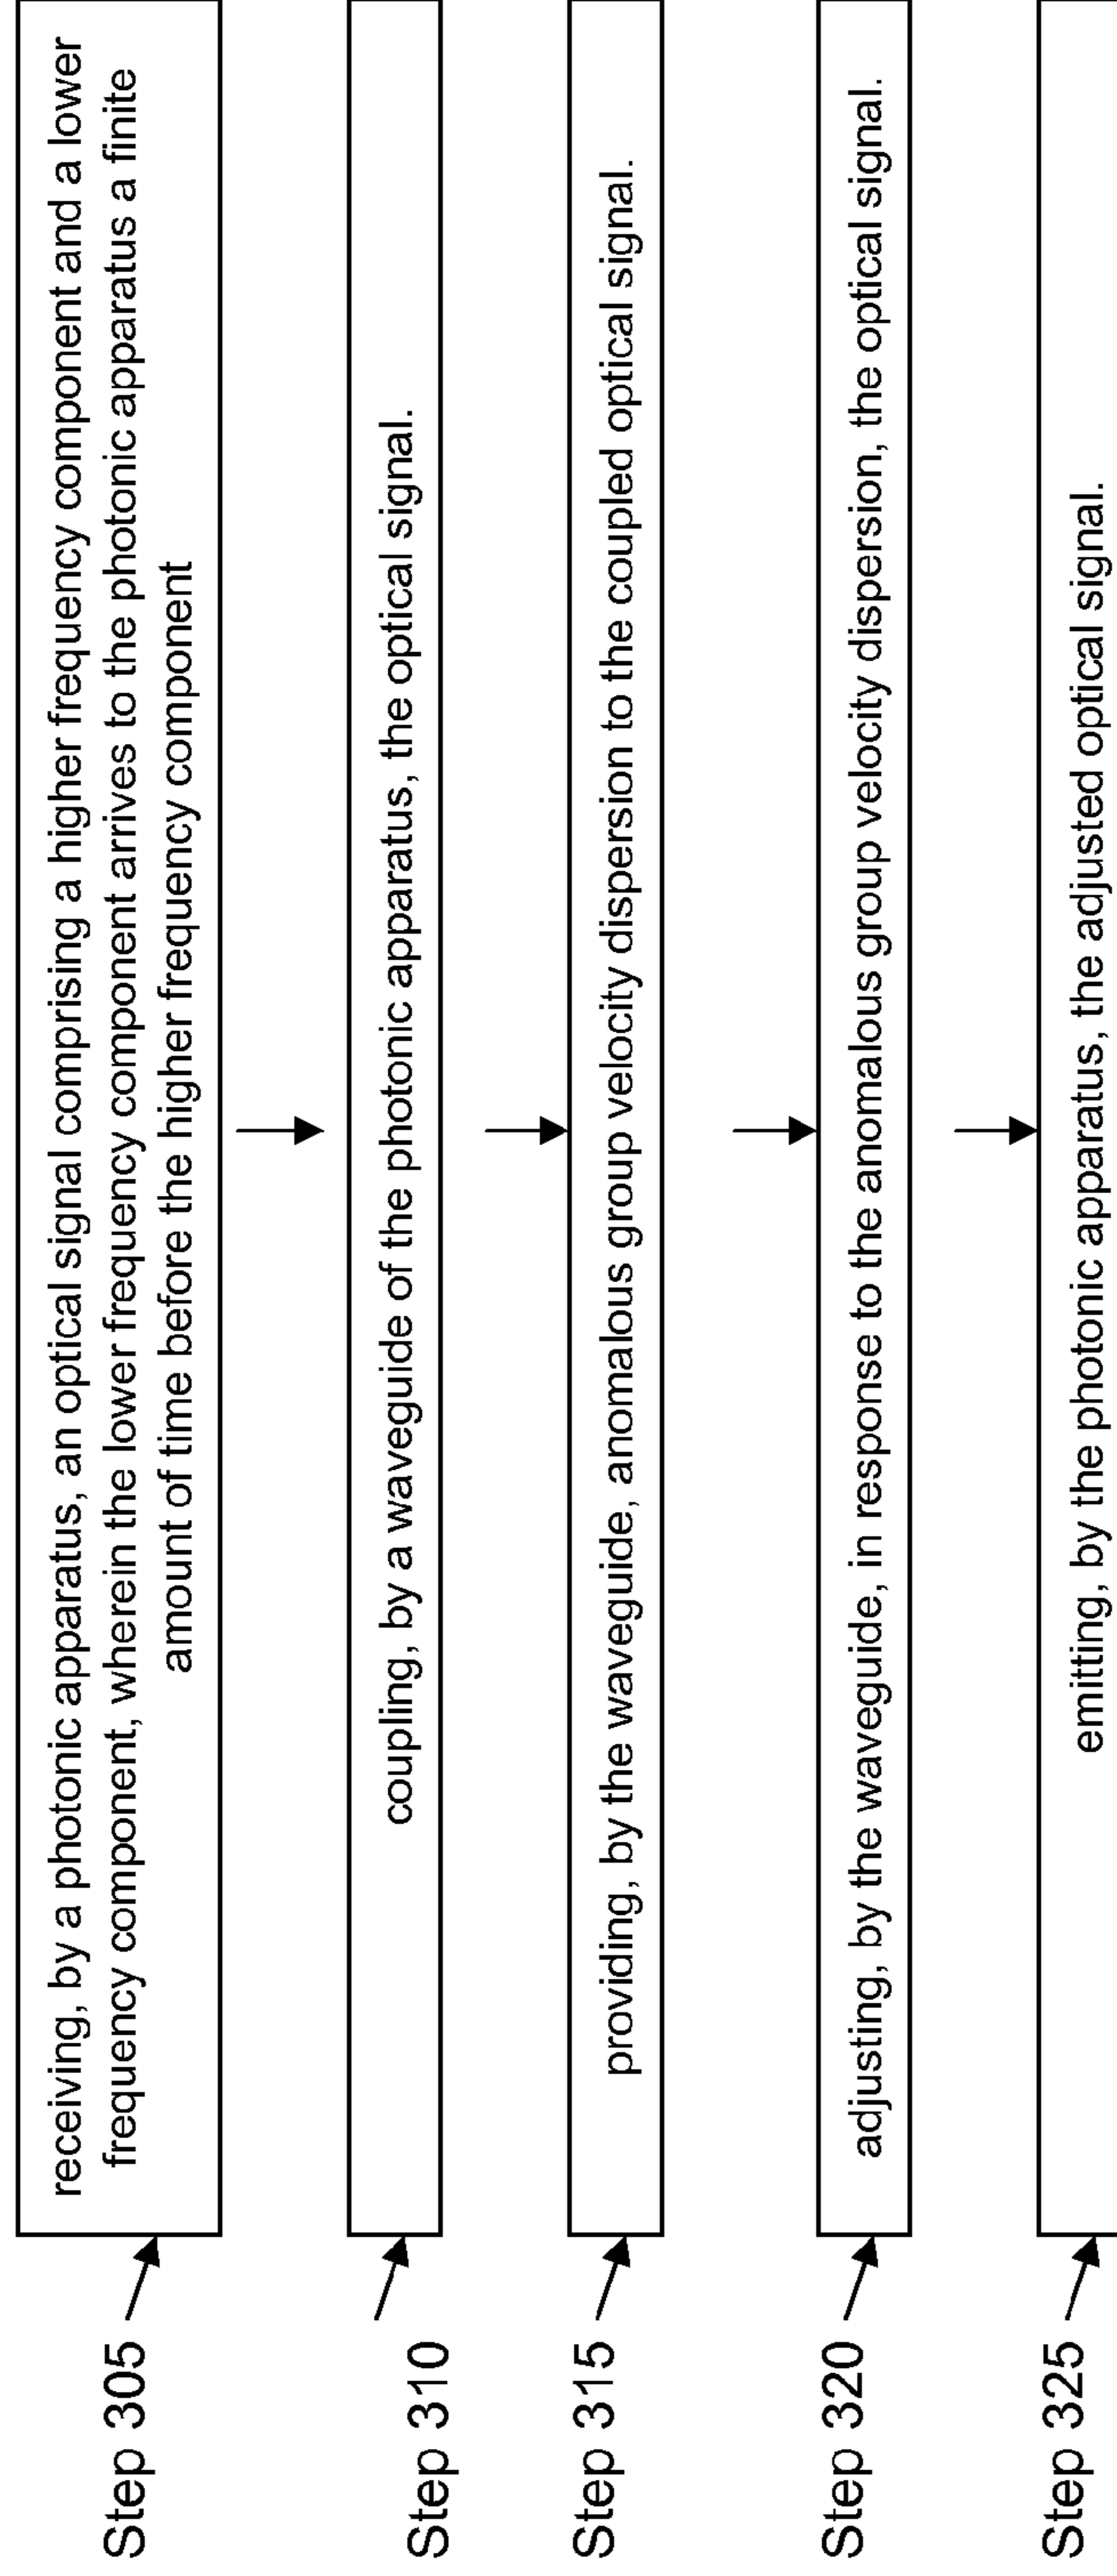 Step 305
receiving, by a photonic apparatus, an optical signal comprising a higher frequency component and a lower
frequency component, wherein the lower frequency component arrives to the photonic apparatus a finite
amount of time before the higher frequency component
Step 310
coupling, by a waveguide of the photonic apparatus, the optical signal.
Step 315
providing, by the waveguide, anomalous group velocity dispersion to the coupled optical signal.
Step 320
adjusting, by the waveguide, in response to the anomalous group velocity dispersion, the optical signal.
Step 325
emitting, by the photonic apparatus, the adjusted optical signal.